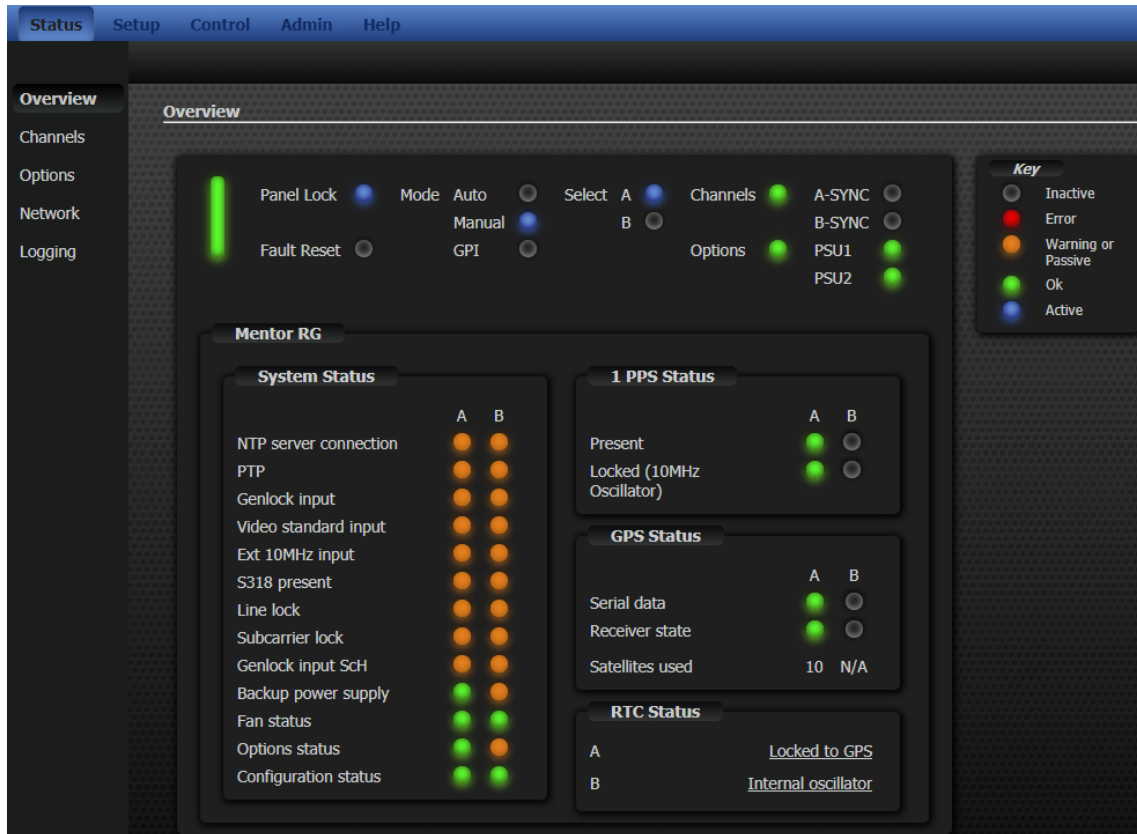 Status Setup Control Admin Help
Overview
Channels
Options
Network
Logging
Overview
Panel Lock Mode Auto Select A Channels A-SYNC
Manual B B-SYNC
Fault Reset GPI Options PSU1
PSU2
Key
Inactive
Error
Warning or
Passive
Ok
Active
Mentor RG
System Status
A B
NTP server connection
PTP
Genlock input
Video standard input
Ext 10MHz input
S318 present
Line lock
Subcarrier lock
Genlock input ScH
Backup power supply
Fan status
Options status
Configuration status
1 PPS Status
A B
Present
Locked (10MHz
Oscillator)
GPS Status
A B
Serial data
Receiver state
Satellites used 10 N/A
RTC Status
A Locked to GPS
B Internal oscillator